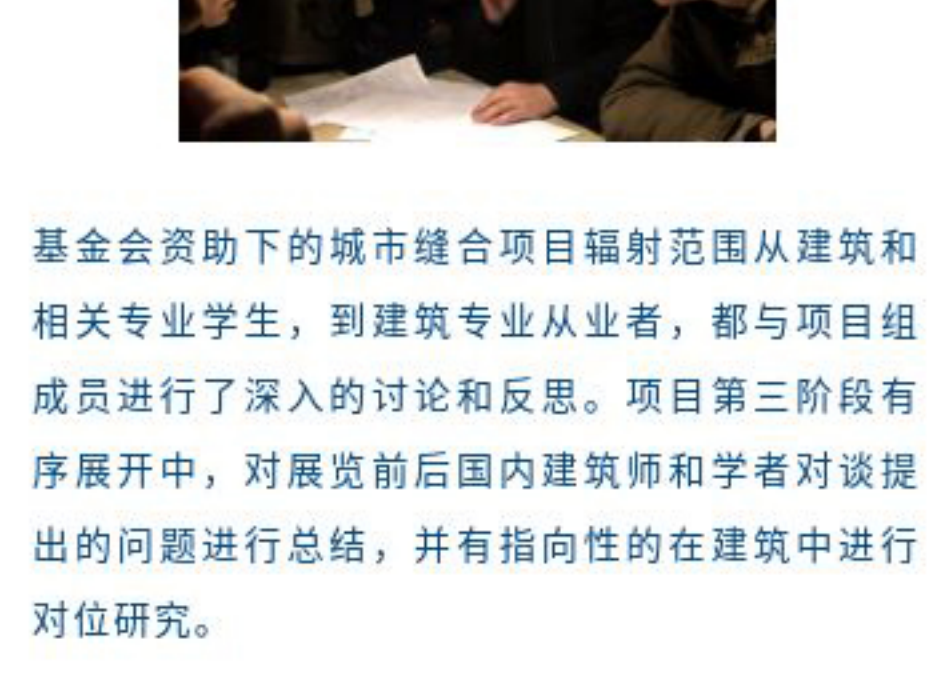 基金会资助下的城市缝合项目辐射范围从建筑和
相关专业学生，到建筑专业从业者，都与项目组
成员进行了深入的讨论和反思。项目第三阶段有
序展开中，对展览前后国内建筑师和学者对谈提
出的问题进行总结，并有指向性的在建筑中进行
对位研究。